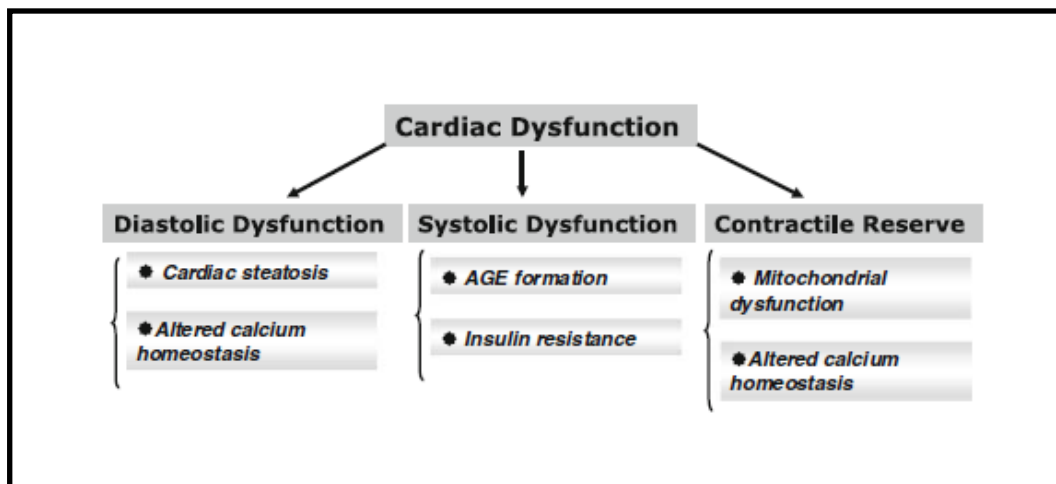 Cardiac Dysfunction
Diastolic Dysfunction
✸ Cardiac steatosis
✸Altered calcium
homeostasis
Systolic Dysfunction
✸ AGE formation
✸ Insulin resistance
Contractile Reserve
✸ Mitochondrial
dysfunction
✸ Altered calcium
homeostasis